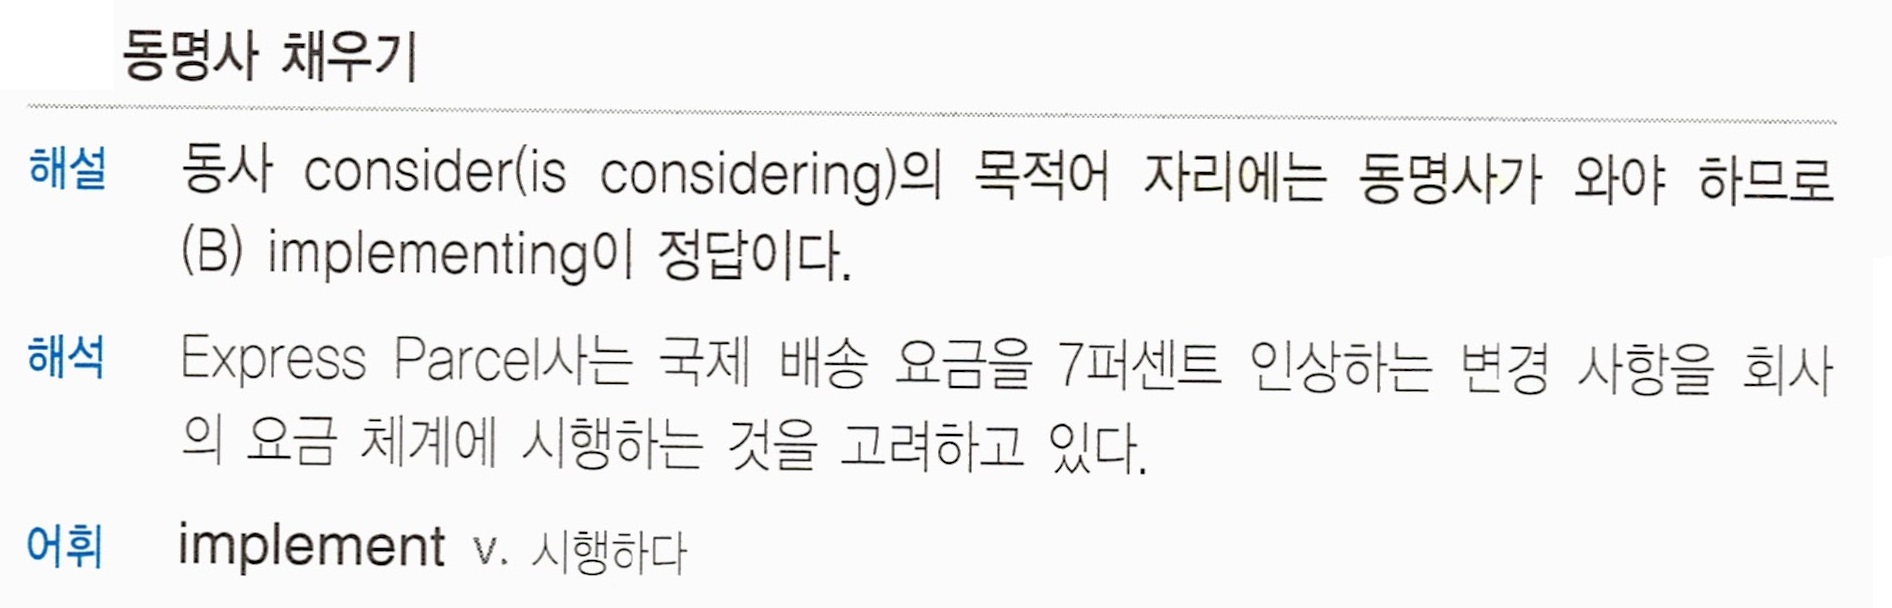 동명사 채우기
해설 동사 consider(is considering)의 목적어 자리에는 동명사가 와야 하므로
(B) implementing이 정답이다.
해석 Express Parcel사는 국제 배송 요금을 7퍼센트 인상하는 변경 사항을 회사
의 요금 체계에 시행하는 것을 고려하고 있다.
어휘 implement v. 시행하다